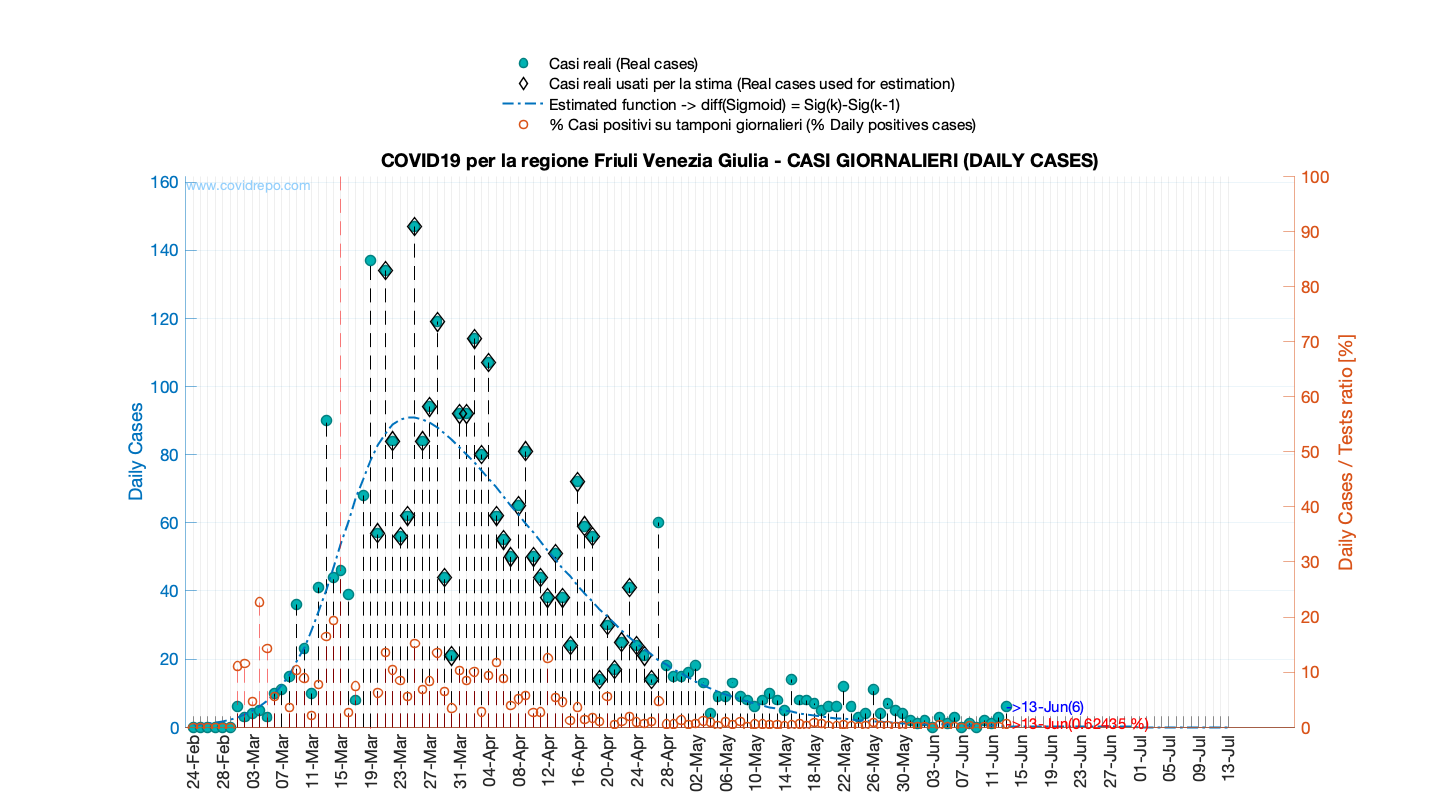 Casi reali (Real cases)
Casi reali usati per la stima (Real cases used for estimation)
Estimated function -> diff(Sigmoid) = Sig(k)-Sig(k-1)
% Casi positivi su tamponi giornalieri (% Daily positives cases)
COVID19 per la regione Friuli Venezia Giulia - CASI GIORNALIERI (DAILY CASES)
www.covidrepo.com
160
140
120
100
80
60
40
20
0
Daily Cases
100
90
80
70
60
50
40
30
20
10
0
Daily Cases / Tests ratio [%]
->13-Jun(6)
->13-Jun(0.62435 %)
24-Feb
28-Feb
03-Mar
07-Mar
11-Mar
15-Mar
19-Mar
23-Mar
27-Mar
31-Mar
04-Apr
08-Apr
12-Apr
16-Apr
20-Apr
24-Apr
28-Apr
02-May
06-May
10-May
14-May
18-May
22-May
26-May
30-May
03-Jun
07-Jun
11-Jun
15-Jun
19-Jun
23-Jun
27-Jun
01-Jul
05-Jul
09-Jul
13-Jul